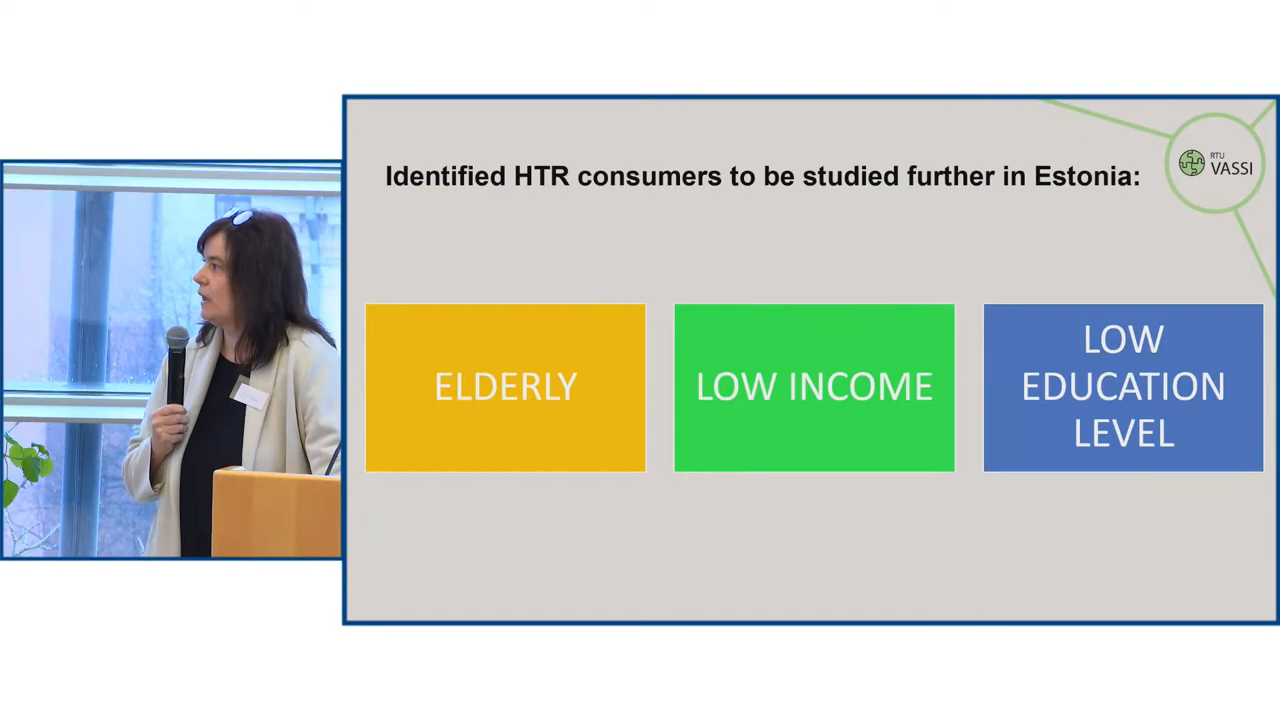 Identified HTR consumers to be studied further in Estonia:
RTU
VASSI
ELDERLY
LOW INCOME
LOW
EDUCATION
LEVEL